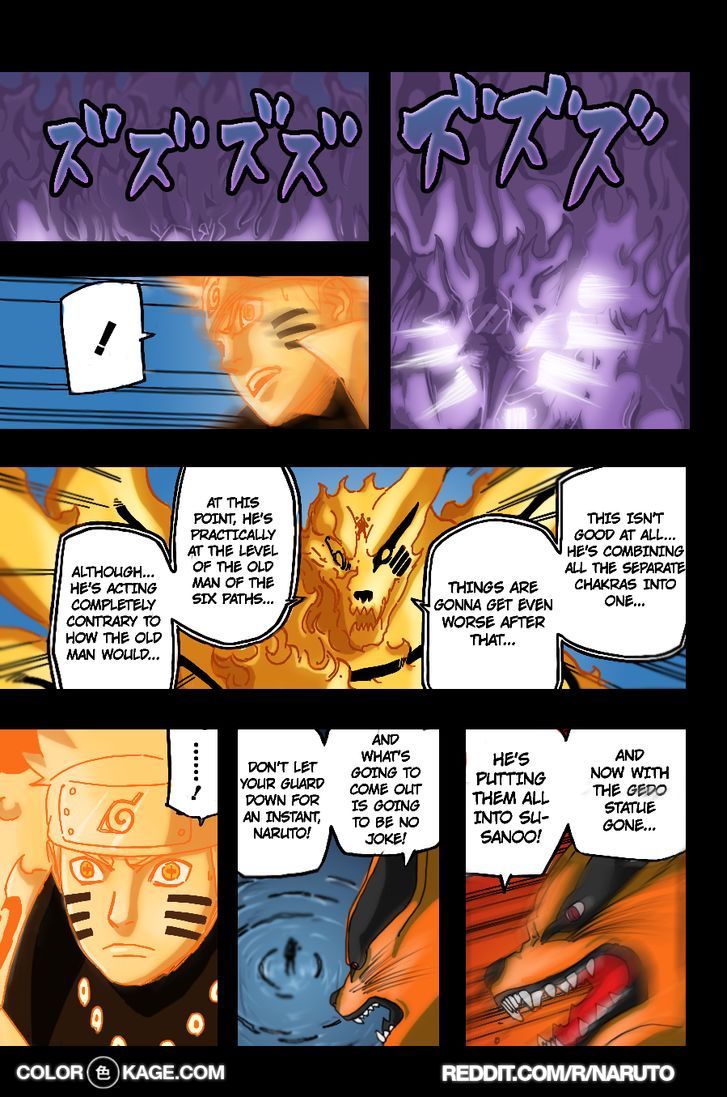 ズズズ
ズズズズ
!
THIS ISN'T
GOOD AT ALL...
HE'S COMBINING
ALL THE SEPARATE
CHAKRAS INTO
ONE...
THINGS ARE
GONNA GET EVEN
WORSE AFTER
THAT...
AT THIS
POINT, HE'S
PRACTICALLY
AT THE LEVEL
OF THE OLD
MAN OF THE
SIX PATHS...
ALTHOUGH...
HE'S ACTING
COMPLETELY
CONTRARY TO
HOW THE OLD
MAN WOULD...
AND
NOW WITH
THE GEDO
STATUE
GONE...
HE'S
PUTTING
THEM ALL
INTO SU-
SANOO!
AND
WHAT'S
GOING TO
COME OUT
IS GOING
TO BE NO
JOKE!
DON'T LET
YOUR GUARD
DOWN FOR
AN INSTANT,
NARUTO!
.....!
COLOR 色 KAGE.COM
REDDIT.COM/R/NARUTO